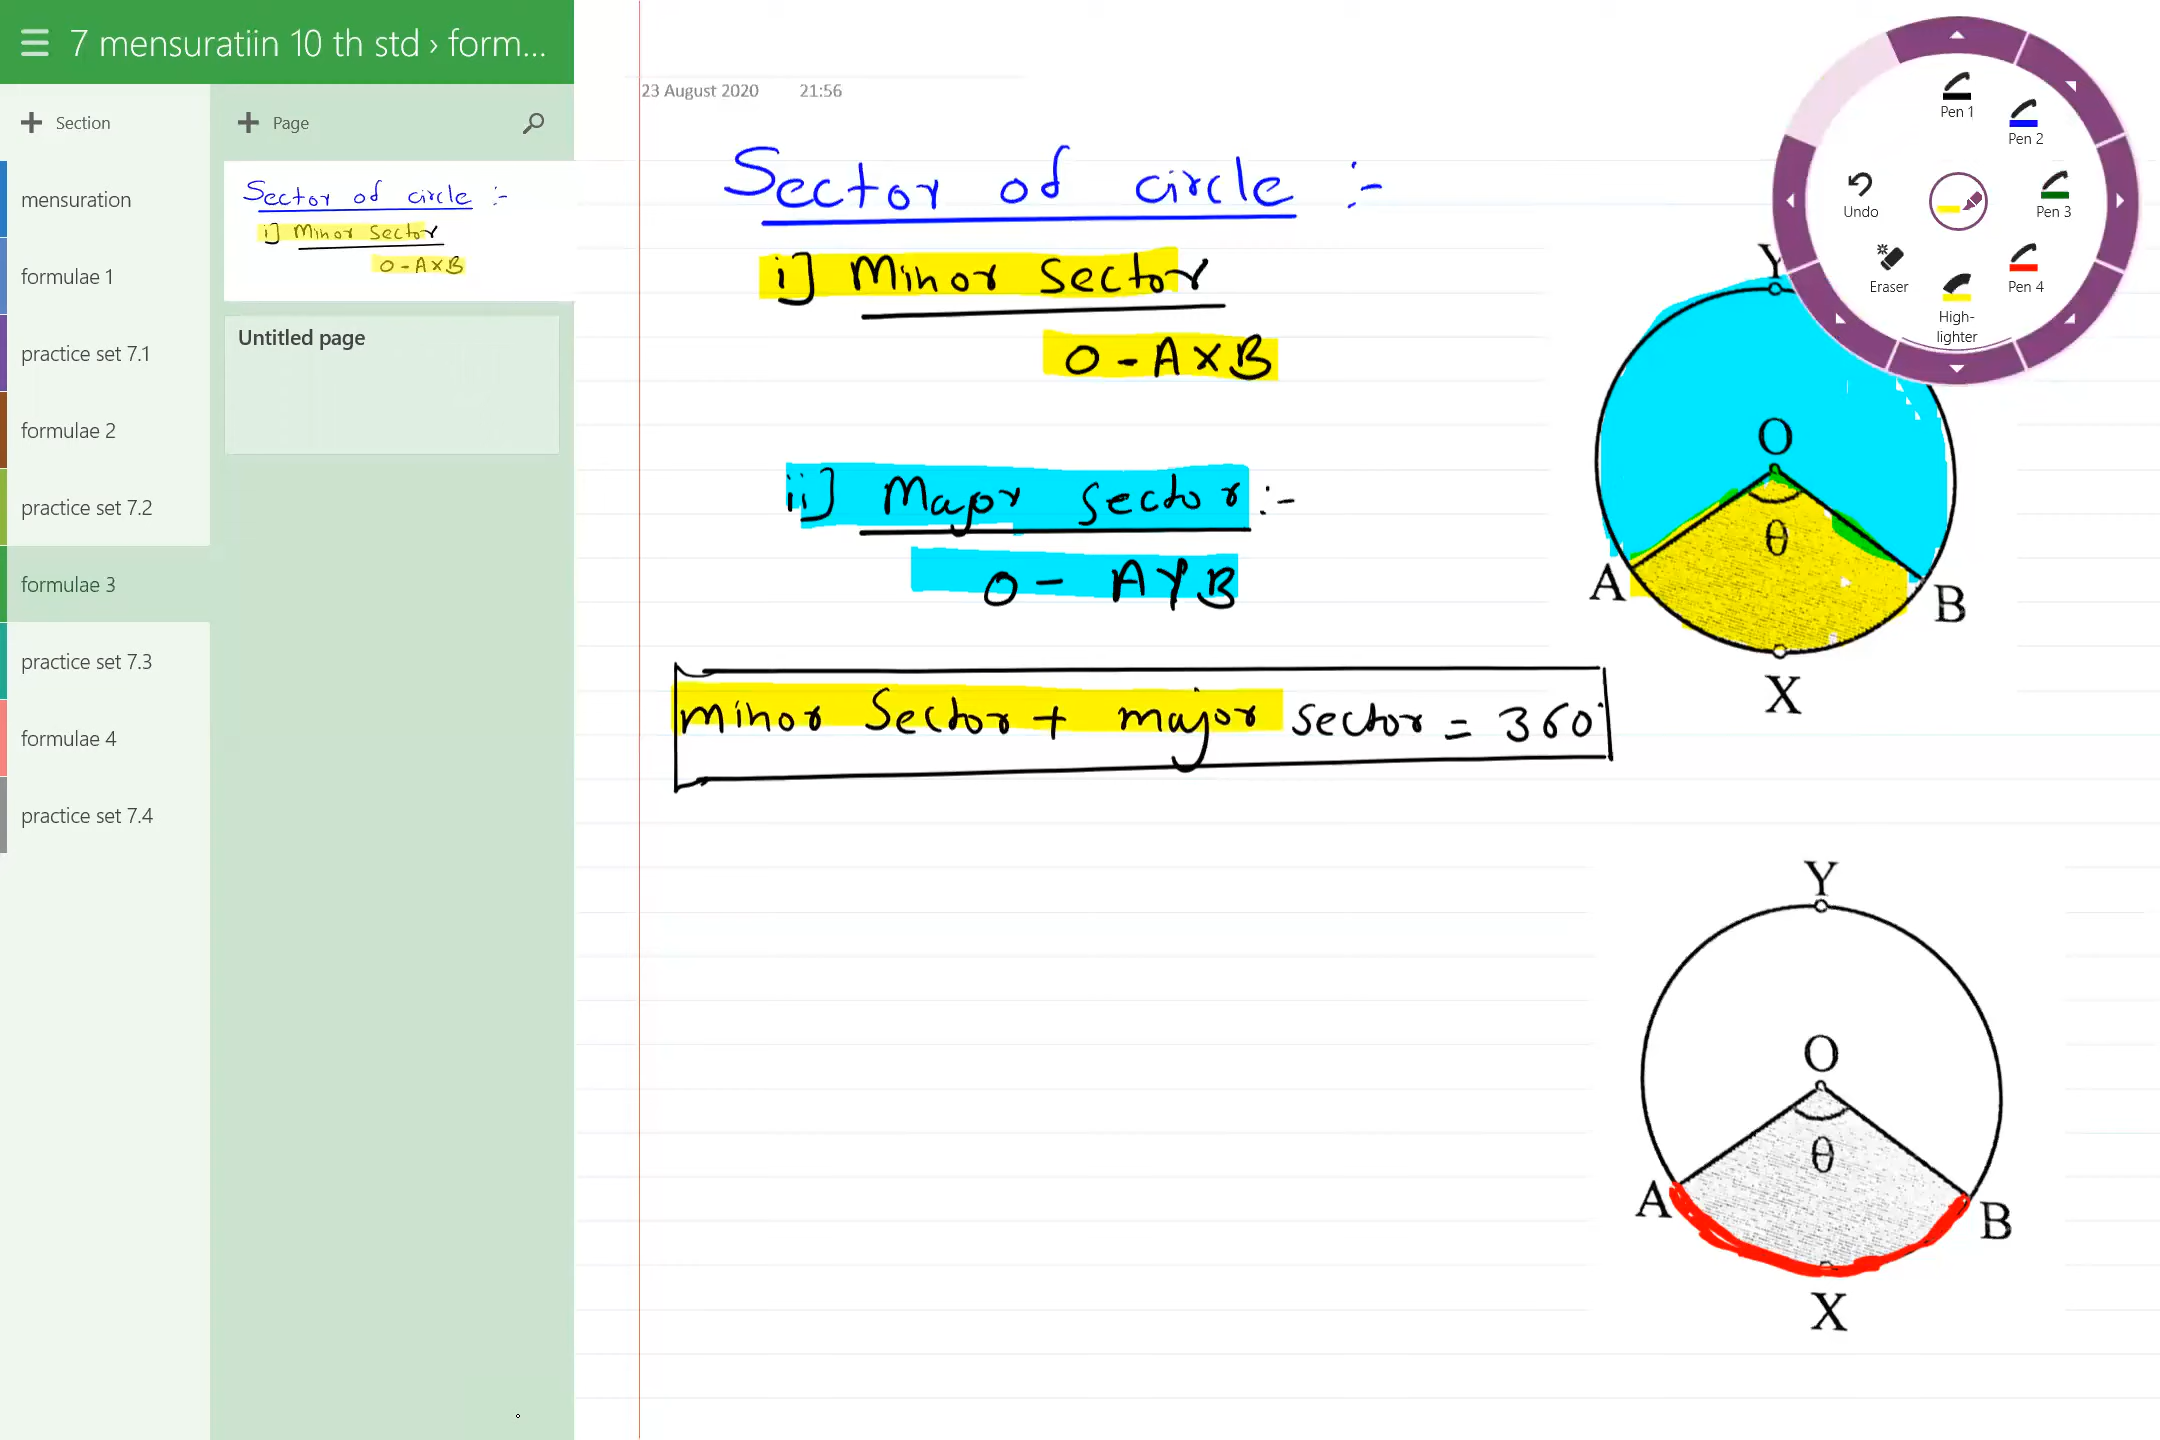 7 mensuratiin 10 th std › form...
+ Section
+ Page
mensuration
formulae 1
practice set 7.1
formulae 2
practice set 7.2
formulae 3
practice set 7.3
formulae 4
practice set 7.4
Sector of circle :-
i] Minor Sector
O - AXB
Untitled page
23 August 2020 21:56
Sector of circle :-
i] Minor Sector
O - AXB
ii] Major Sector :-
O - AYB
minor Sector + major sector = 360°
Pen 1
Pen 2
Undo
Pen 3
Eraser
Pen 4
High-
lighter
Y
O
θ
A
B
X
Y
O
θ
A
B
X